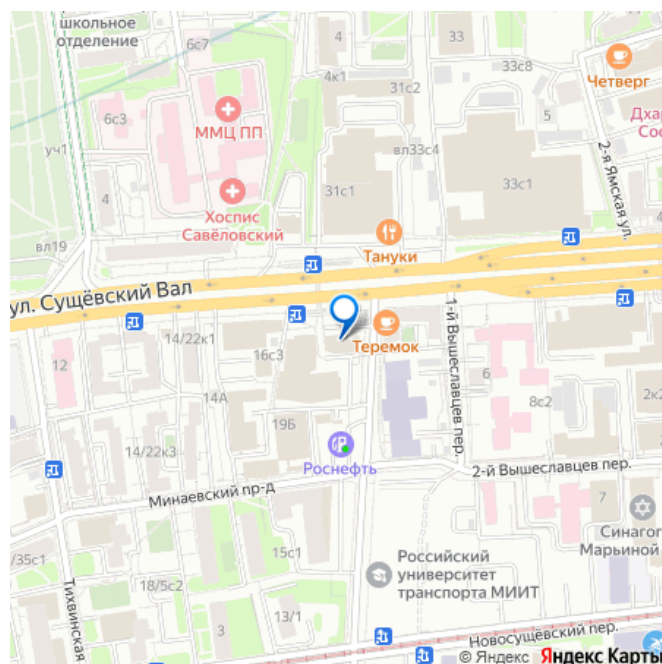 школьное
отделение
6с7
4
33
4к1
31с2
33с8
Четверг
6с3
ММЦ ПП
5
уч1
вл33с4
2-я Ямская ул.
4
31с1
33с1
Хоспис
Савёловский
вл19
Тануки
ул. Сущёвский Вал
1-й Вышеславцев пер.
14/22к1
16с3
Теремок
12
6
14А
8с2
19Б
14/22к3
Роснефть
2-й Вышеславцев пер.
Минаевский пр-д
7
Синагог
Марьиной
15с1
Российский
университет
транспорта МИИТ
/35с1
18/5с2
Тихвинская
3
13/1
Новосущёвский пер.
© Яндекс Яндекс Карты